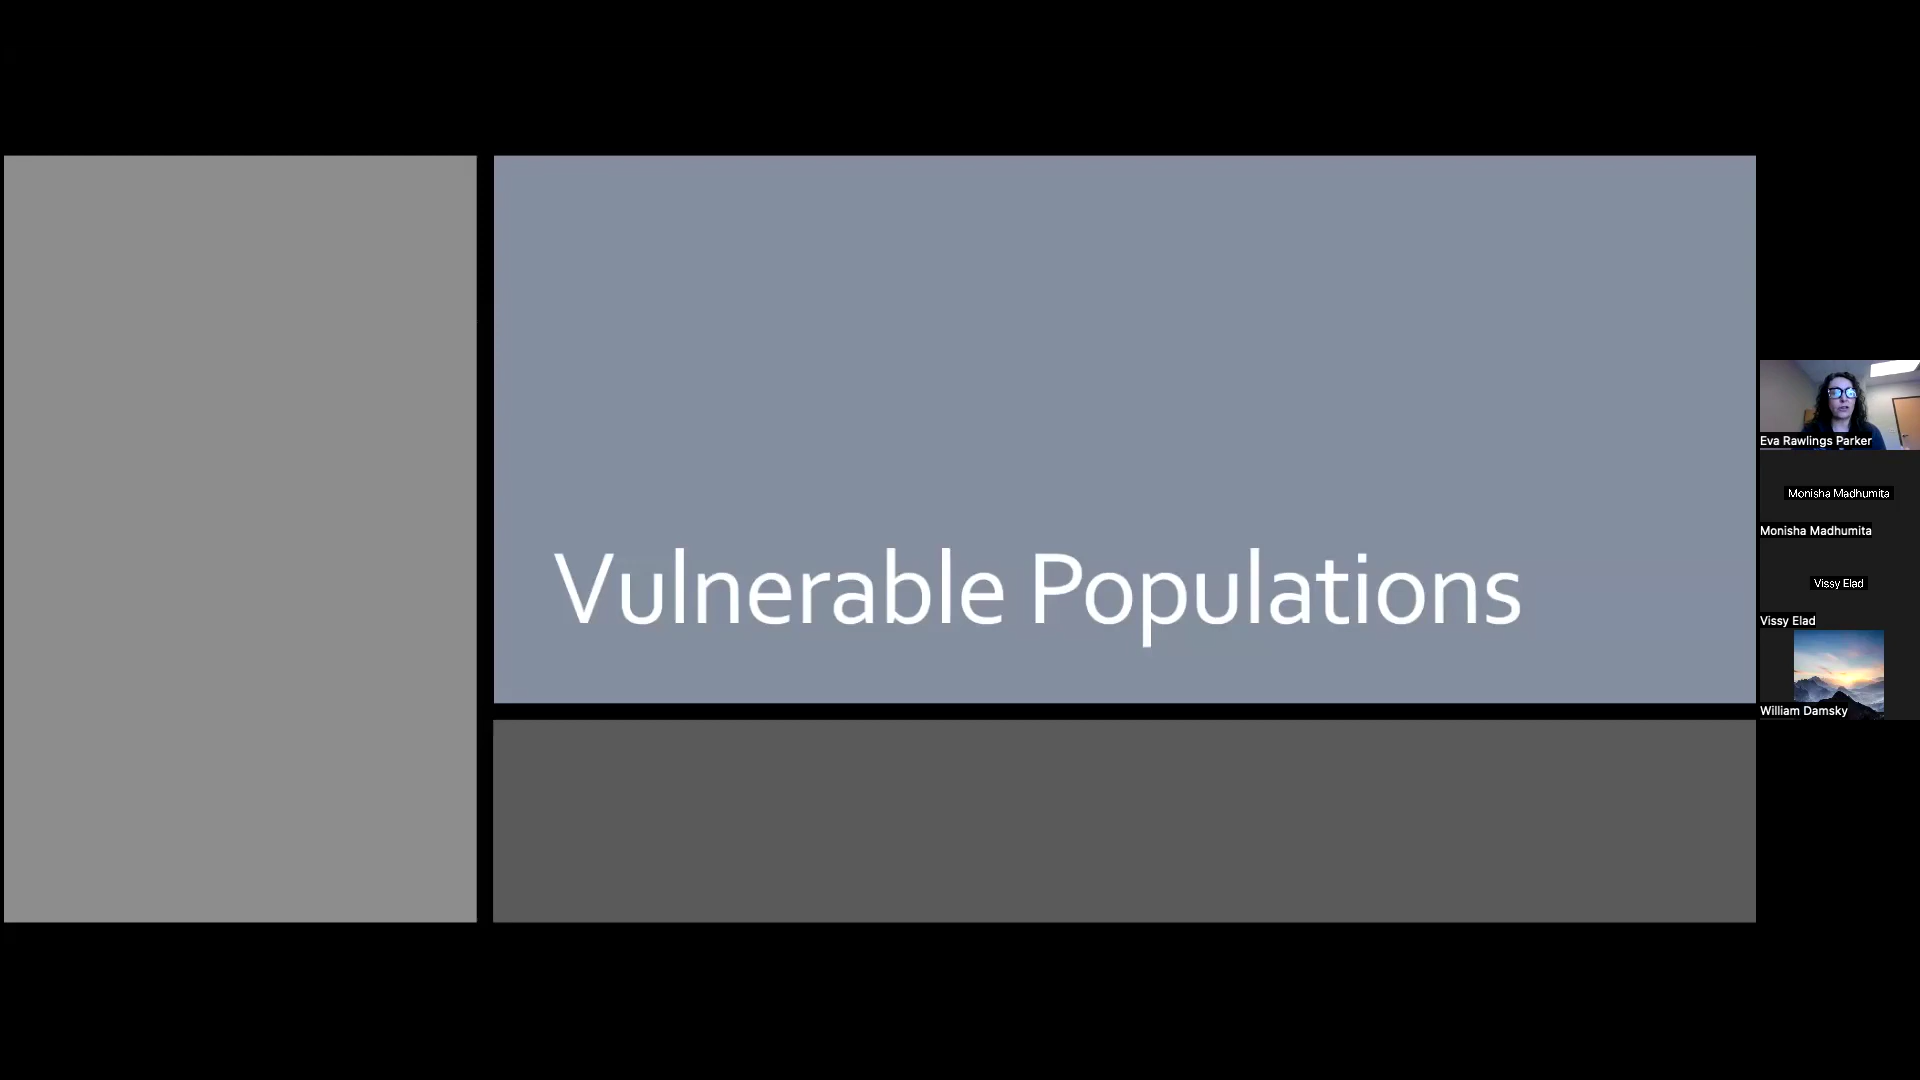 Vulnerable Populations
Eva Rawlings Parker
Monisha Madhumita
Monisha Madhumita
Vissy Elad
Vissy Elad
William Damsky